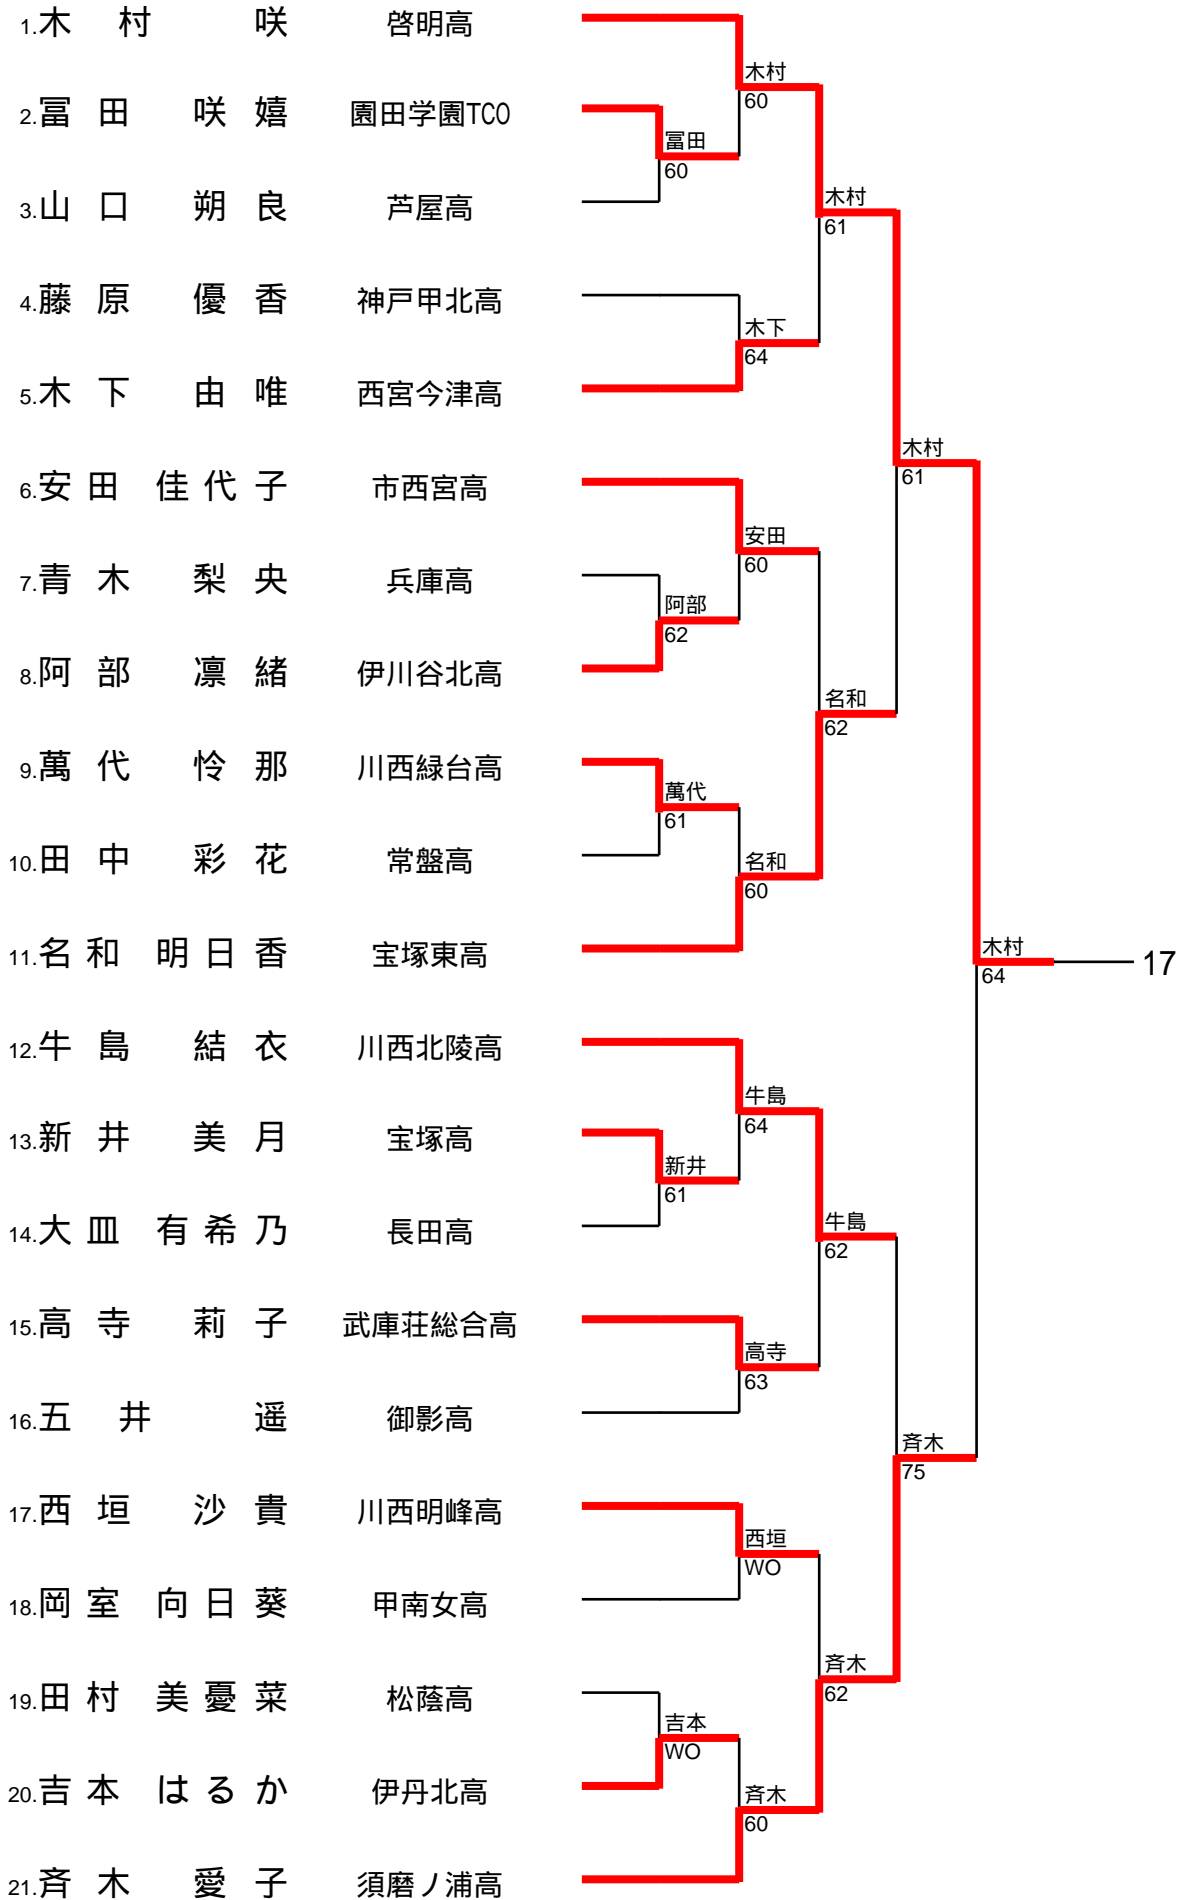 1.木村 咲 啓明高
木村
60
2.冨田 咲嬉 園田学園TCO
冨田
60
3.山口 朔良 芦屋高
木村
61
4.藤原 優香 神戸甲北高
木下
64
5.木下 由唯 西宮今津高
木村
61
6.安田 佳代子 市西宮高
安田
60
7.青木 梨央 兵庫高
阿部
62
8.阿部 凛緒 伊川谷北高
名和
62
9.萬代 怜那 川西緑台高
萬代
61
10.田中 彩花 常盤高
名和
60
11.名和 明日香 宝塚東高
木村
64
17
12.牛島 結衣 川西北陵高
牛島
64
13.新井 美月 宝塚高
新井
61
14.大皿 有希乃 長田高
牛島
62
15.高寺 莉子 武庫荘総合高
高寺
63
16.五井 遥 御影高
斉木
75
17.西垣 沙貴 川西明峰高
西垣
WO
18.岡室 向日葵 甲南女高
斉木
62
19.田村 美憂菜 松蔭高
吉本
WO
20.吉本 はるか 伊丹北高
斉木
60
21.斉木 愛子 須磨ノ浦高